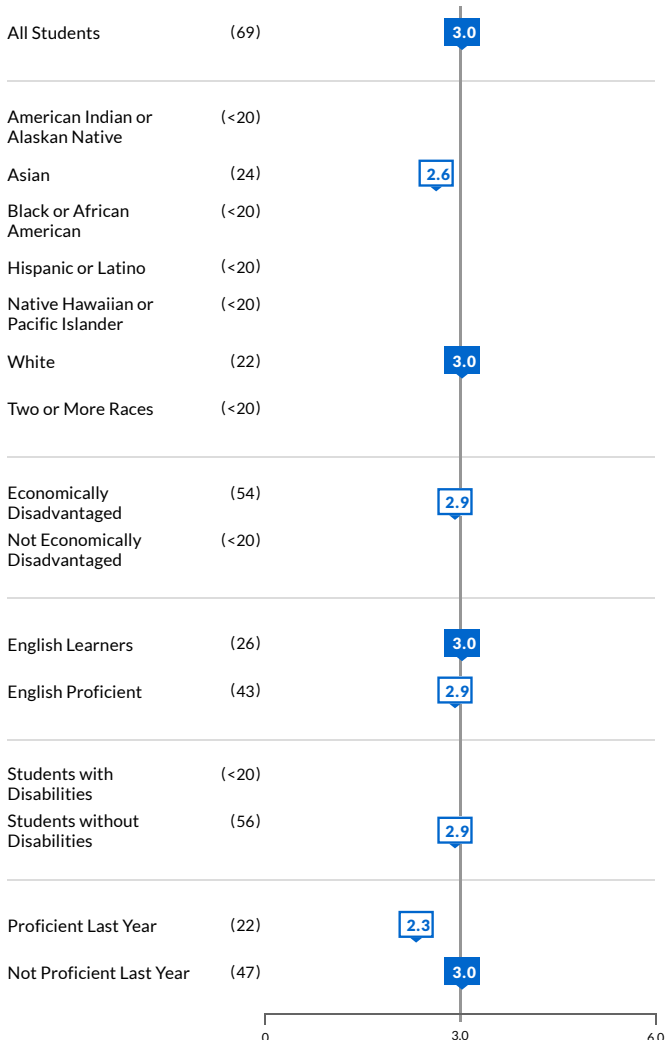 All Students (69) 3.0
American Indian or (<20)
Alaskan Native
Asian (24) 2.6
Black or African (<20)
American
Hispanic or Latino (<20)
Native Hawaiian or (<20)
Pacific Islander
White (22) 3.0
Two or More Races (<20)
Economically (54) 2.9
Disadvantaged
Not Economically (<20)
Disadvantaged
English Learners (26) 3.0
English Proficient (43) 2.9
Students with (<20)
Disabilities
Students without (56) 2.9
Disabilities
Proficient Last Year (22) 2.3
Not Proficient Last Year (47) 3.0
0 3.0 6.0